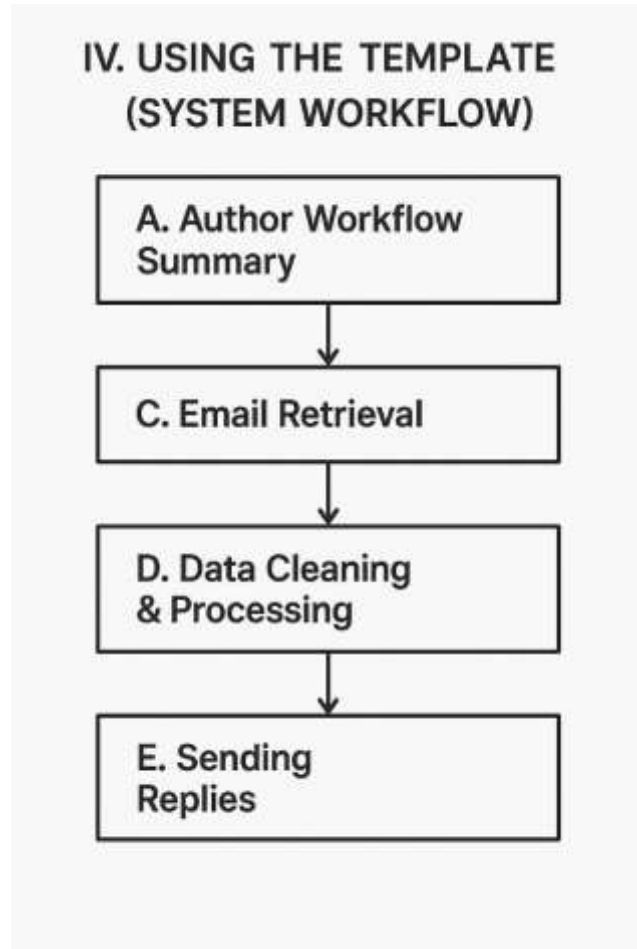 IV. USING THE TEMPLATE
(SYSTEM WORKFLOW)
A. Author Workflow
Summary
C. Email Retrieval
D. Data Cleaning
& Processing
E. Sending
Replies